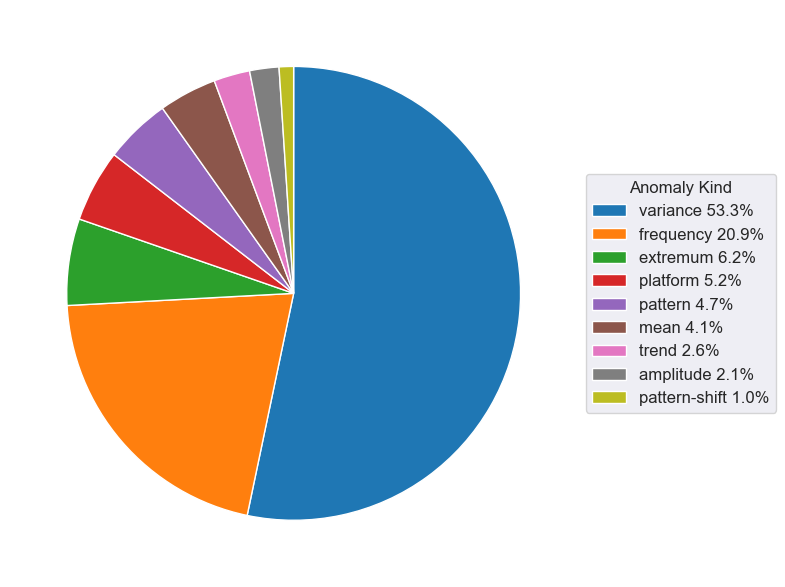 Anomaly Kind
variance 53.3%
frequency 20.9%
extremum 6.2%
platform 5.2%
pattern 4.7%
mean 4.1%
trend 2.6%
amplitude 2.1%
pattern-shift 1.0%